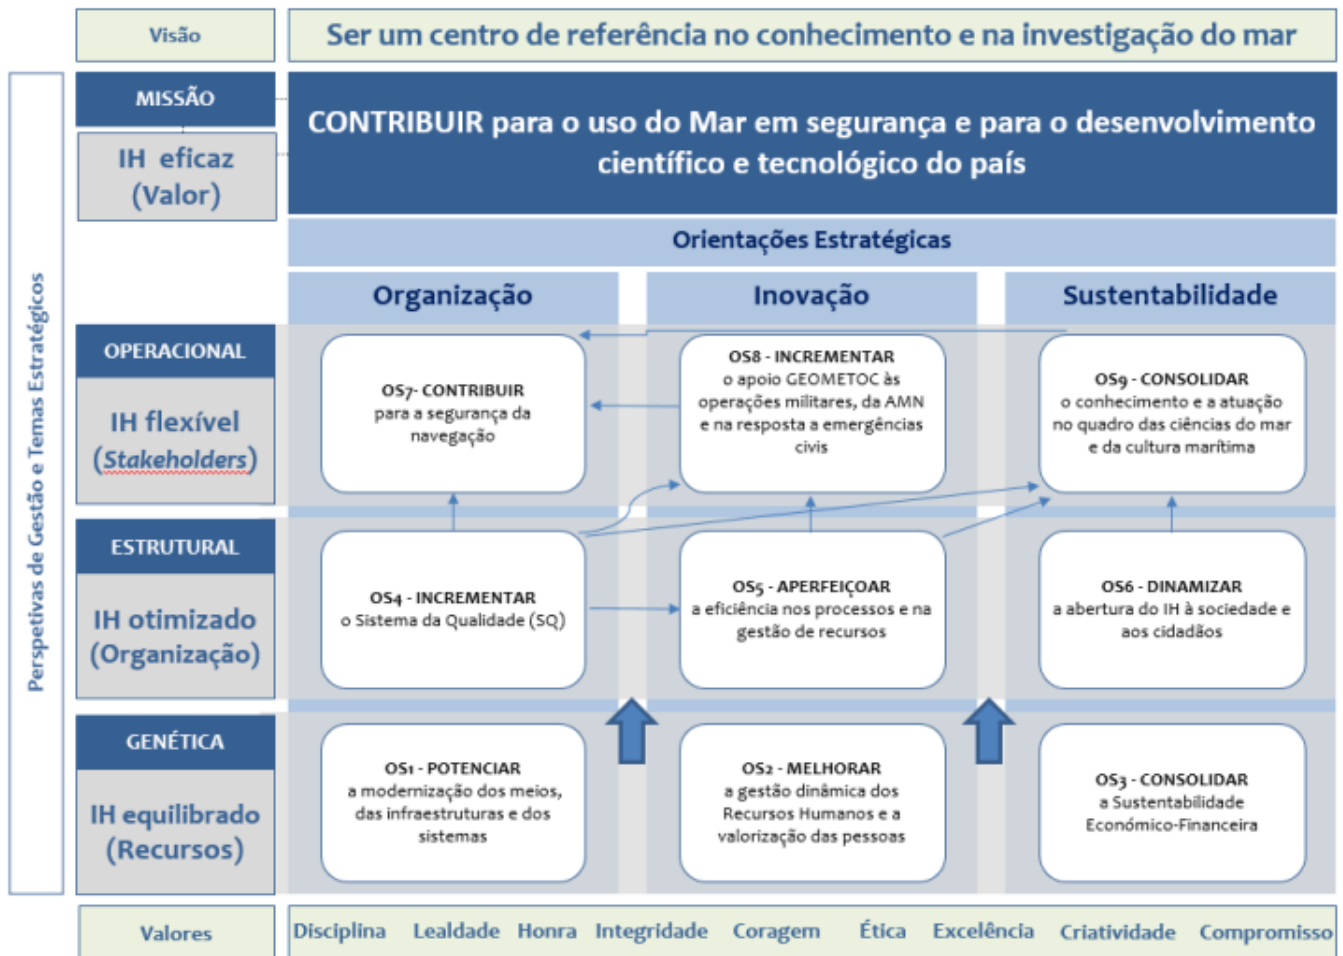 Visão
Ser um centro de referência no conhecimento e na investigação do mar
Perspetivas de Gestão e Temas Estratégicos
MISSÃO
IH eficaz
(Valor)
CONTRIBUIR para o uso do Mar em segurança e para o desenvolvimento
científico e tecnológico do país
Orientações Estratégicas
Organização
Inovação
Sustentabilidade
OPERACIONAL
IH flexível
(Stakeholders)
OS7- CONTRIBUIR
para a segurança da
navegação
OS8 - INCREMENTAR
o apoio GEOMETOC às
operações militares, da AMN
e na resposta a emergências
civis
OS9 - CONSOLIDAR
o conhecimento e a atuação
no quadro das ciências do mar
e da cultura marítima
ESTRUTURAL
IH otimizado
(Organização)
OS4 - INCREMENTAR
o Sistema da Qualidade (SQ)
OS5 - APERFEIÇOAR
a eficiência nos processos e na
gestão de recursos
OS6 - DINAMIZAR
a abertura do IH à sociedade e
aos cidadãos
GENÉTICA
IH equilibrado
(Recursos)
OS1 - POTENCIAR
a modernização dos meios,
das infraestruturas e dos
sistemas
OS2 - MELHORAR
a gestão dinâmica dos
Recursos Humanos e a
valorização das pessoas
OS3 - CONSOLIDAR
a Sustentabilidade
Económico-Financeira
Valores
Disciplina Lealdade Honra Integridade Coragem Ética Excelência Criatividade Compromisso